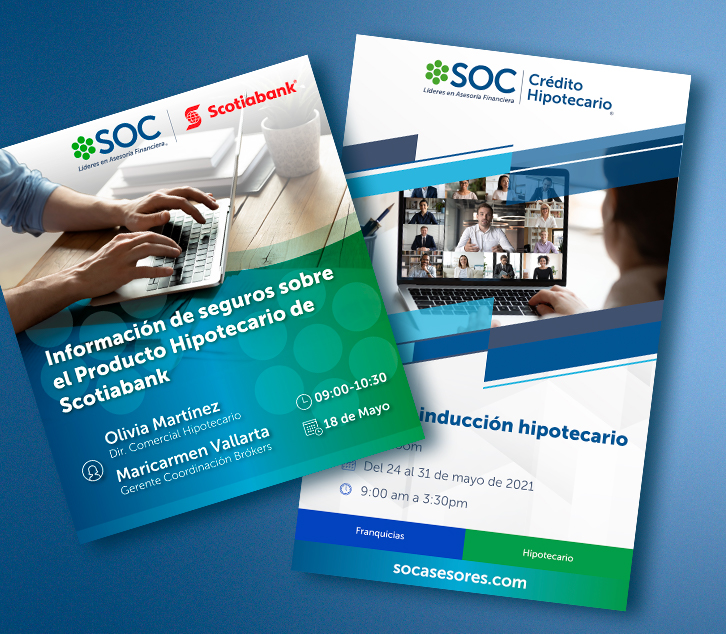 SOC
Líderes en Asesoría Financiera
Scotiabank
Información de seguros sobre
el Producto Hipotecario de
Scotiabank
Olivia Martínez
Dir. Comercial Hipotecario
Maricarmen Vallarta
Gerente Coordinación Brókers
09:00-10:30
18 de Mayo
SOC
Líderes en Asesoría Financiera
Crédito
Hipotecario
inducción hipotecario
Del 24 al 31 de mayo de 2021
9:00 am a 3:30pm
Franquicias
Hipotecario
socasesores.com